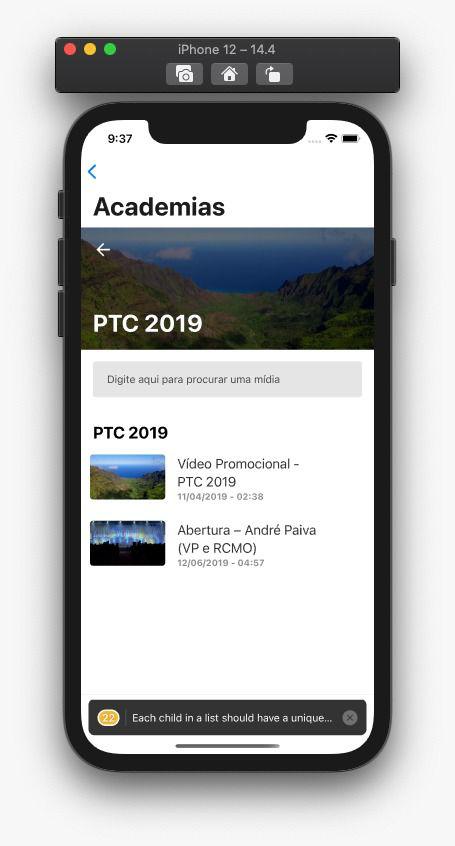 iPhone 12 – 14.4
9:37
Academias
PTC 2019
Digite aqui para procurar uma mídia
PTC 2019
Vídeo Promocional -
PTC 2019
11/04/2019 - 02:38
Abertura – André Paiva
(VP e RCMO)
12/06/2019 - 04:57
22
Each child in a list should have a unique...